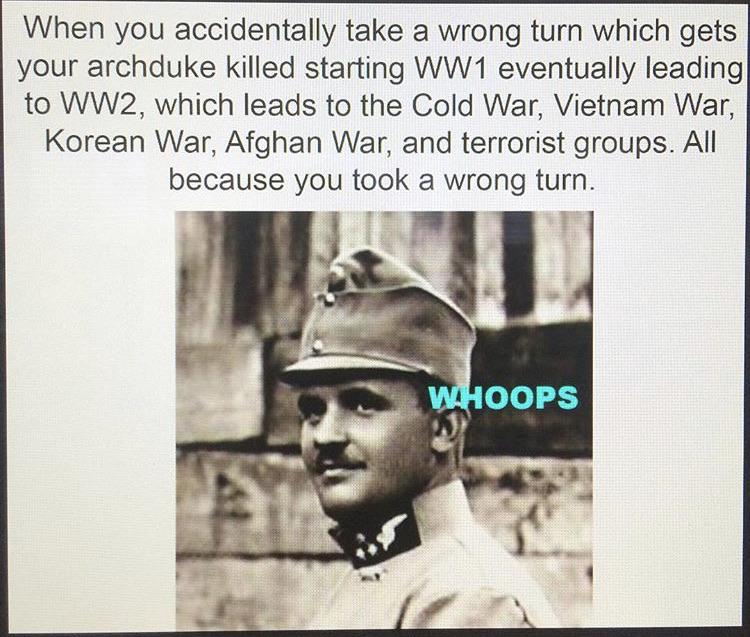 When you accidentally take a wrong turn which gets
your archduke killed starting WW1 eventually leading
to WW2, which leads to the Cold War, Vietnam War,
Korean War, Afghan War, and terrorist groups. All
because you took a wrong turn.
WHOOPS